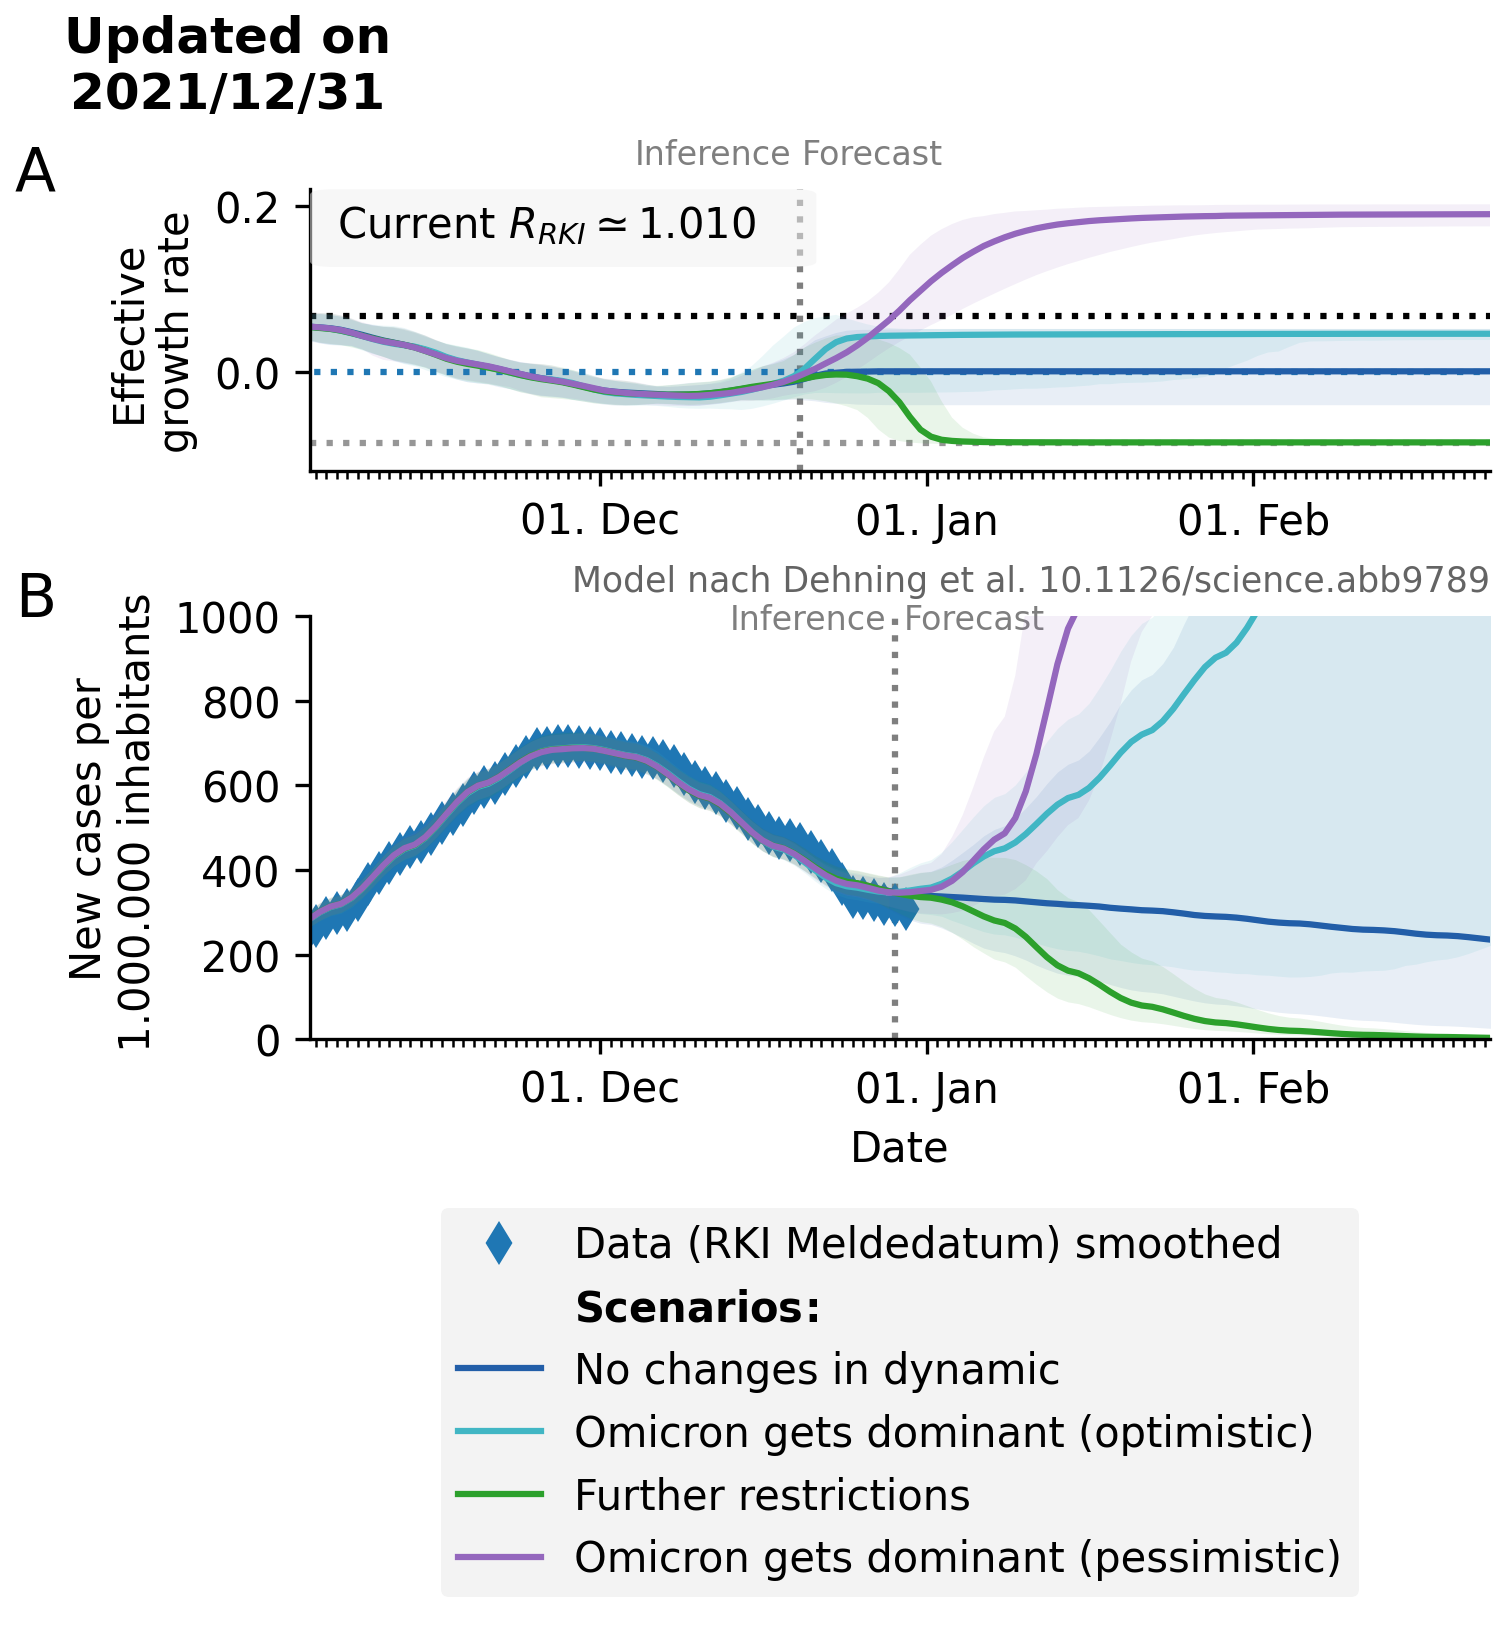 Updated on
2021/12/31
A
Inference Forecast
Current R_RKI ≃ 1.010
Effective
growth rate
0.2
0.0
01. Dec
01. Jan
01. Feb
B
Model nach Dehning et al. 10.1126/science.abb9789
Inference Forecast
New cases per
1.000.000 inhabitants
1000
800
600
400
200
0
01. Dec
01. Jan
01. Feb
Date
Data (RKI Meldedatum) smoothed
Scenarios:
No changes in dynamic
Omicron gets dominant (optimistic)
Further restrictions
Omicron gets dominant (pessimistic)